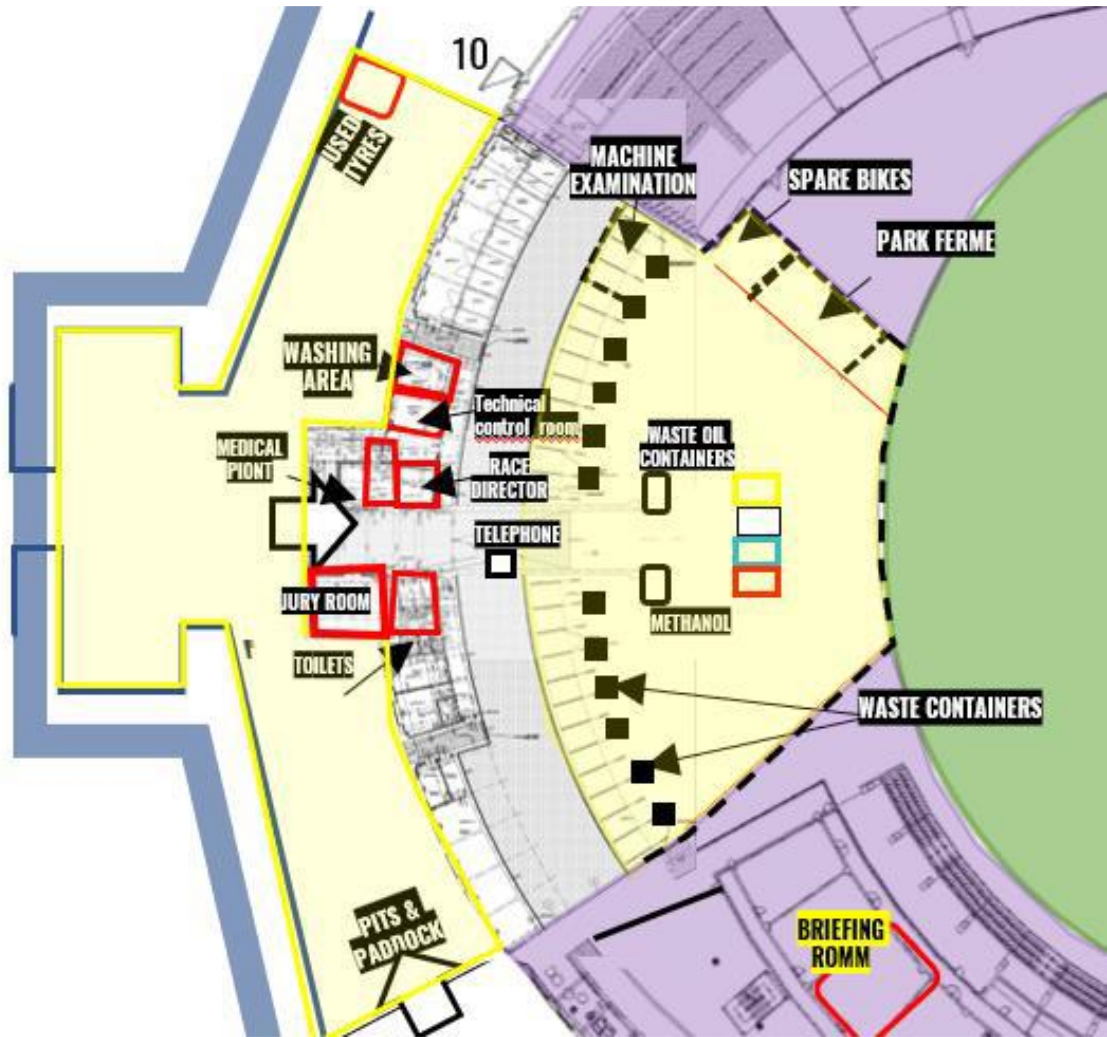 10
USED
TYRES
MACHINE
EXAMINATION
SPARE BIKES
PARK FERME
WASHING
AREA
Technical
control room
MEDICAL
PIONT
RACE
DIRECTOR
WASTE OIL
CONTAINERS
TELEPHONE
JURY ROOM
METHANOL
TOILETS
WASTE CONTAINERS
PITS &
PADDOCK
BRIEFING
ROMM